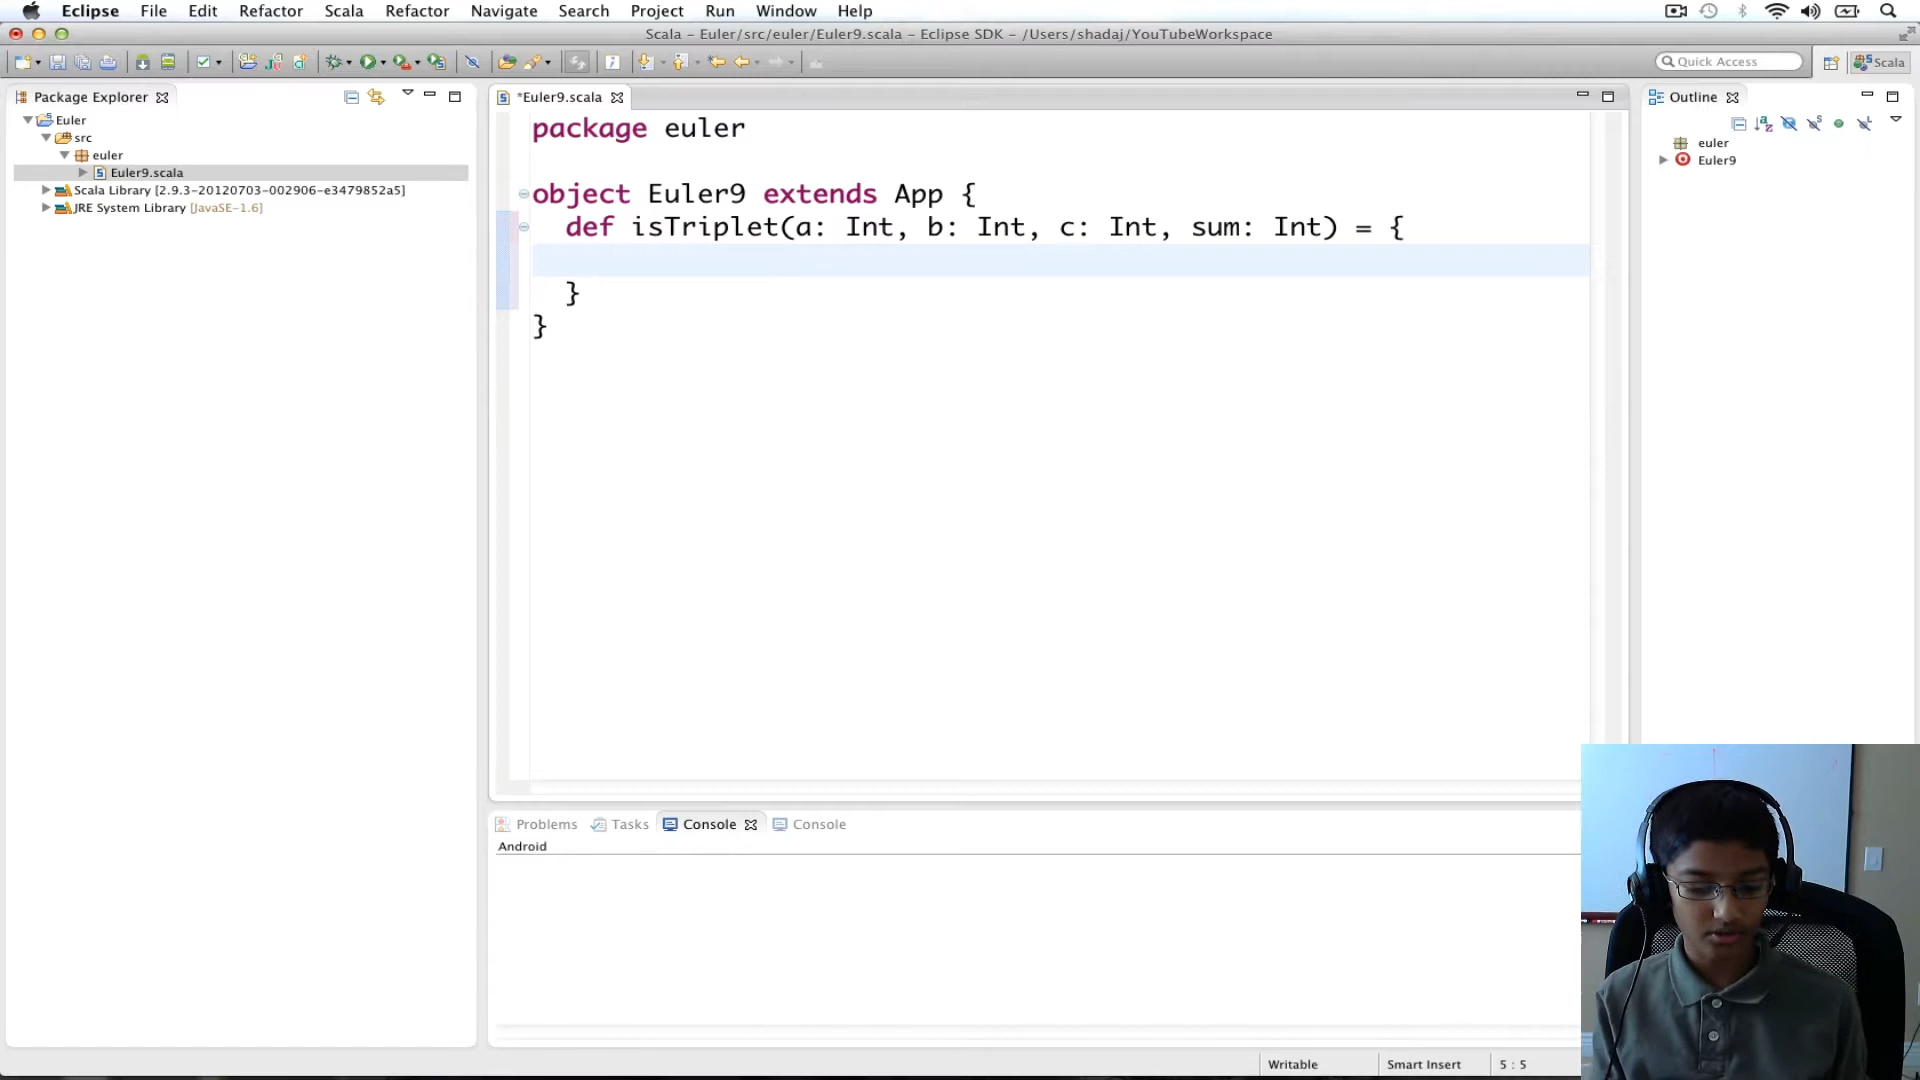 Eclipse File Edit Refactor Scala Refactor Navigate Search Project Run Window Help
Scala - Euler/src/euler/Euler9.scala - Eclipse SDK - /Users/shadaj/YouTubeWorkspace
Quick Access
Scala
Package Explorer
Euler
src
euler
Euler9.scala
Scala Library [2.9.3-20120703-002906-e3479852a5]
JRE System Library [JavaSE-1.6]
*Euler9.scala
package euler
object Euler9 extends App {
def isTriplet(a: Int, b: Int, c: Int, sum: Int) = {
}
}
Outline
euler
Euler9
Problems Tasks Console Console
Android
Writable Smart Insert 5 : 5